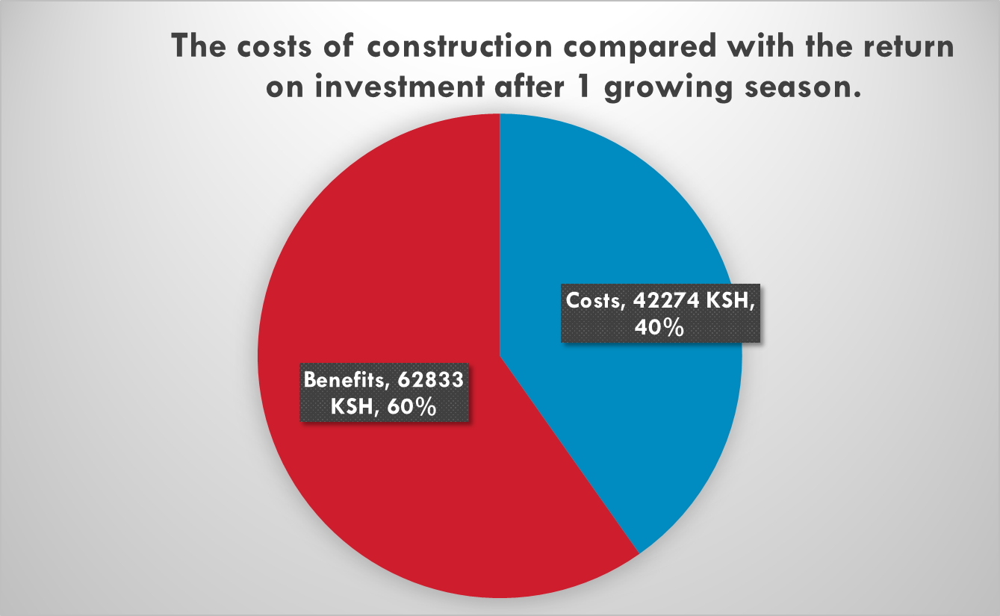 The costs of construction compared with the return
on investment after 1 growing season.
Costs, 42274 KSH,
40%
Benefits, 62833
KSH, 60%